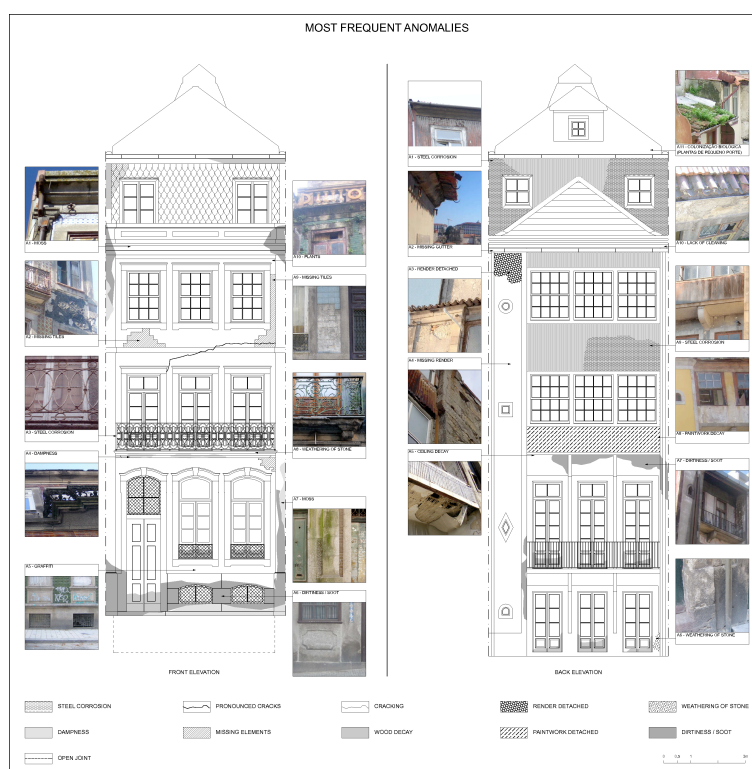 MOST FREQUENT ANOMALIES
A1 - MOSS
A2 - MISSING TILES
A3 - STEEL CORROSION
A4 - DAMPNESS
A5 - GRAFFITI
A10 - PLANTS
A9 - MISSING TILES
A8 - WEATHERING OF STONE
A7 - MOSS
A6 - DIRTINESS / SOOT
FRONT ELEVATION
A1 - STEEL CORROSION
A2 - MISSING GUTTER
A3 - RENDER DETACHED
A4 - MISSING RENDER
A5 - CEILING DECAY
A11 - COLONIZAÇÃO BIOLÓGICA
(PLANTAS DE PEQUENO PORTE)
A10 - LACK OF CLEANING
A9 - STEEL CORROSION
A8 - PAINTWORK DECAY
A7 - DIRTINESS / SOOT
A6 - WEATHERING OF STONE
BACK ELEVATION
STEEL CORROSION
PRONOUNCED CRACKS
CRACKING
RENDER DETACHED
WEATHERING OF STONE
DAMPNESS
MISSING ELEMENTS
WOOD DECAY
PAINTWORK DETACHED
DIRTINESS / SOOT
OPEN JOINT
0 0,5 1